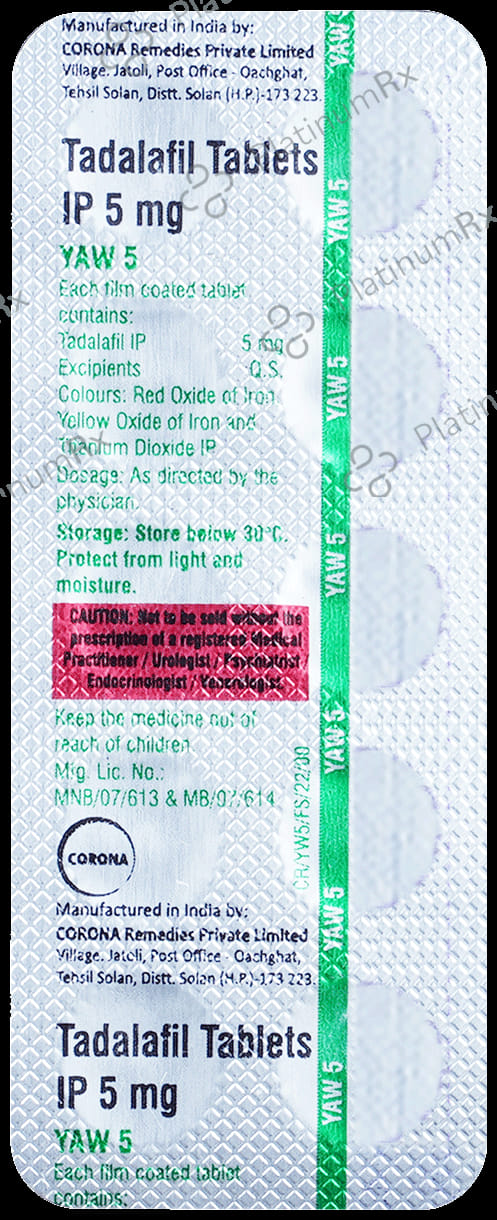 Manufactured in India by:
CORONA Remedies Private Limited
Village. Jatoli, Post Office - Oachghat,
Tehsil Solan, Distt. Solan (H.P.)-173 223.
Tadalafil Tablets
IP 5 mg
YAW 5
Each film coated tablet
contains:
Tadalafil IP 5 mg
Excipients Q.S.
Colours: Red Oxide of Iron
Yellow Oxide of Iron and
Titanium Dioxide IP
Dosage: As directed by the
physician.
Storage: Store below 30°C.
Protect from light and
moisture.
CAUTION: Not to be sold without the
prescription of a registered Medical
Practitioner / Urologist / Psychiatrist /
Endocrinologist / Venerologist.
Keep the medicine out of
reach of children.
Mfg. Lic. No.:
MNB/07/613 & MB/07/614
CORONA
Manufactured in India by:
CORONA Remedies Private Limited
Village. Jatoli, Post Office - Oachghat,
Tehsil Solan, Distt. Solan (H.P.)-173 223.
Tadalafil Tablets
IP 5 mg
YAW 5
Each film coated tablet
contains:
CR/YW5/FS/22/00
YAW 5
YAW 5
YAW 5
YAW 5
YAW 5
YAW 5
YAW 5
PlatinumRx
PlatinumRx
PlatinumRx